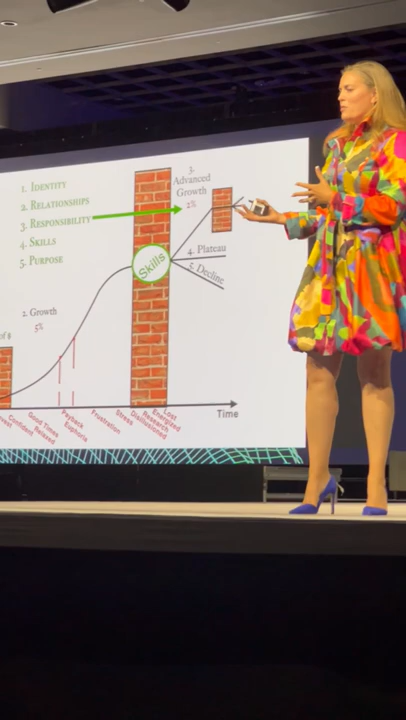 1. Identity
2. Relationships
3. Responsibility
4. Skills
5. Purpose
3.
Advanced
Growth
2%
Skills
4. Plateau
5. Decline
2. Growth
5%
of $
Confident
Good Times
Relaxed
Payback
Euphoria
Frustration
Stress
Disillusioned
Research
Energized
Lost
Time